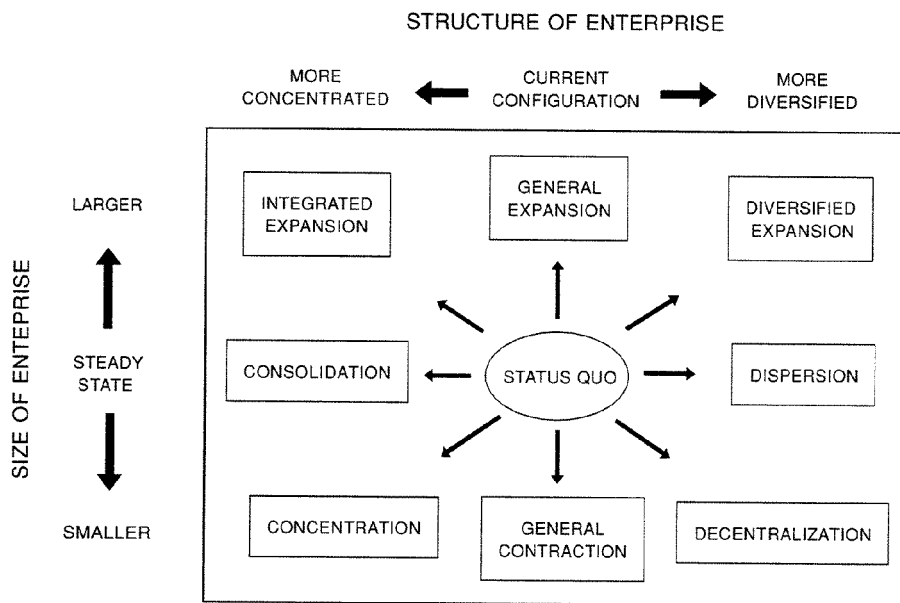 STRUCTURE OF ENTERPRISE
MORE
CONCENTRATED
CURRENT
CONFIGURATION
MORE
DIVERSIFIED
SIZE OF ENTEPRISE
LARGER
STEADY
STATE
SMALLER
INTEGRATED
EXPANSION
GENERAL
EXPANSION
DIVERSIFIED
EXPANSION
CONSOLIDATION
STATUS QUO
DISPERSION
CONCENTRATION
GENERAL
CONTRACTION
DECENTRALIZATION